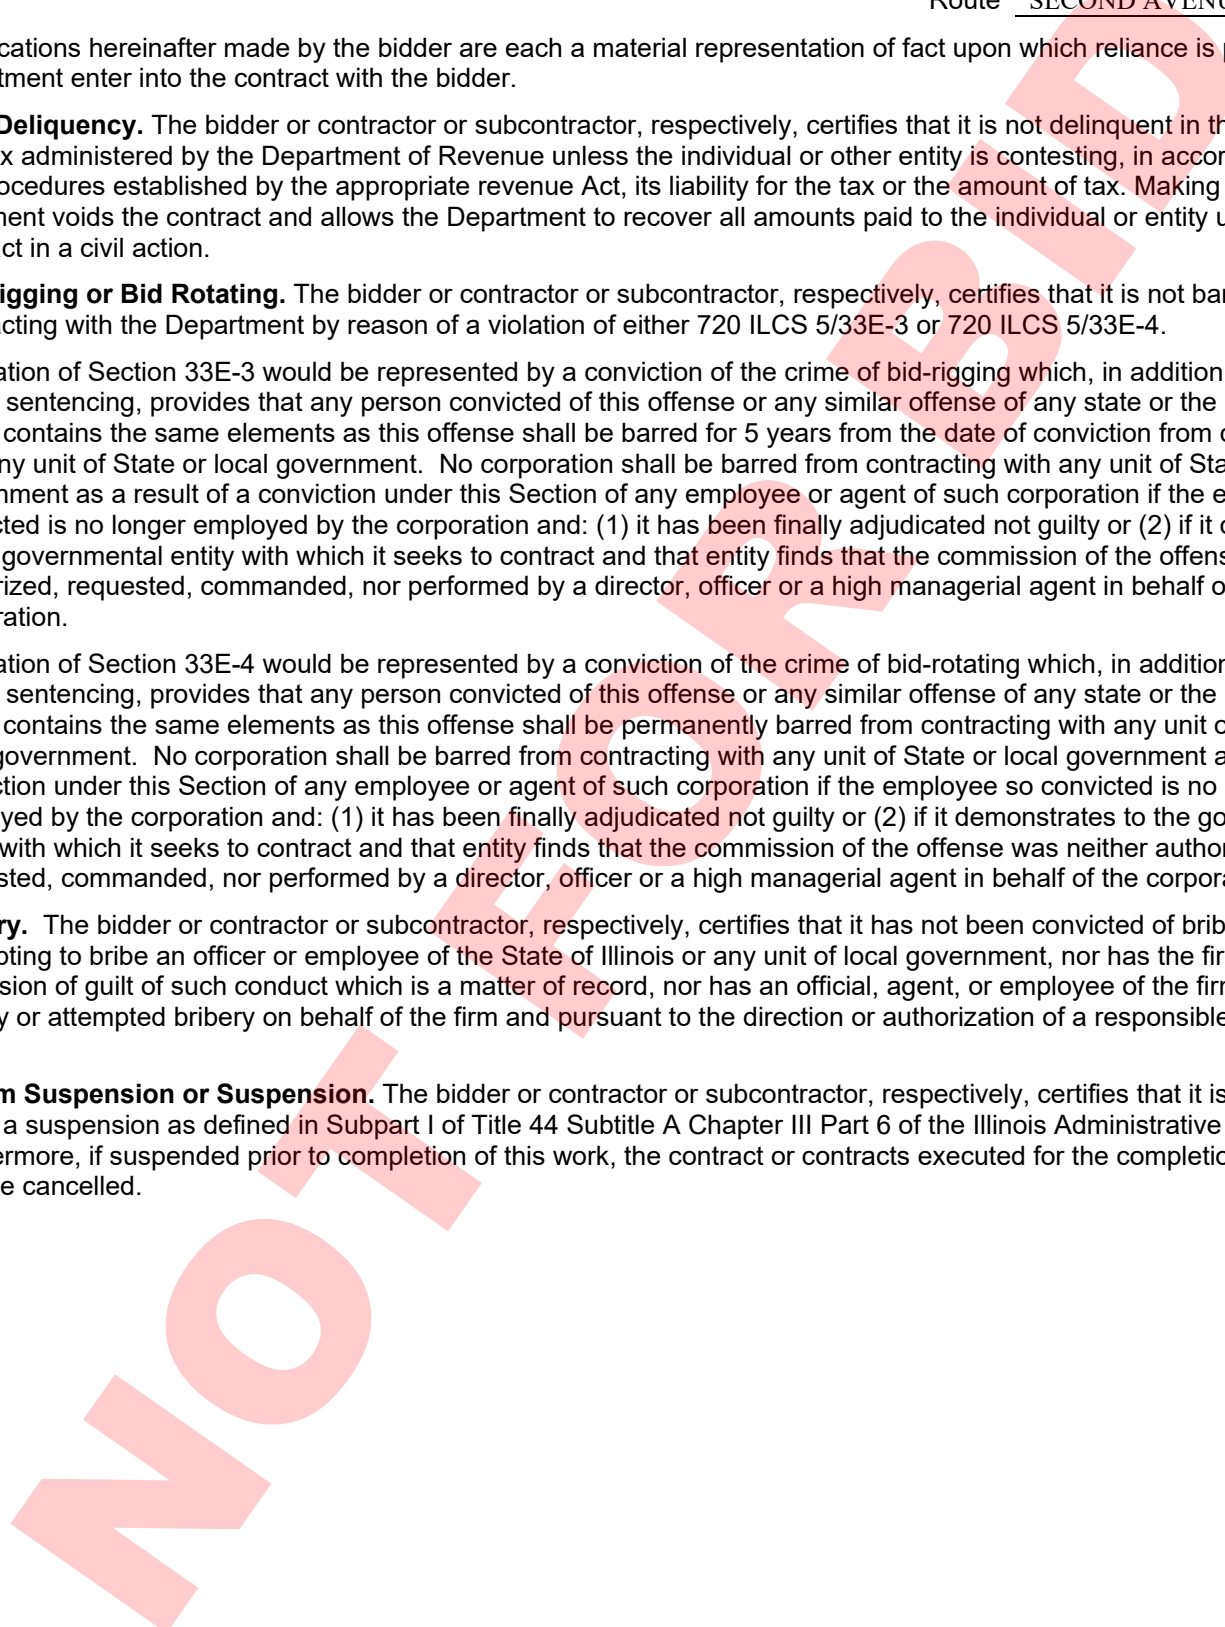 Route SECOND AVENU
cations hereinafter made by the bidder are each a material representation of fact upon which reliance is p
tment enter into the contract with the bidder.
Deliquency. The bidder or contractor or subcontractor, respectively, certifies that it is not delinquent in th
x administered by the Department of Revenue unless the individual or other entity is contesting, in accor
ocedures established by the appropriate revenue Act, its liability for the tax or the amount of tax. Making
ment voids the contract and allows the Department to recover all amounts paid to the individual or entity u
ct in a civil action.
igging or Bid Rotating. The bidder or contractor or subcontractor, respectively, certifies that it is not bar
acting with the Department by reason of a violation of either 720 ILCS 5/33E-3 or 720 ILCS 5/33E-4.
ation of Section 33E-3 would be represented by a conviction of the crime of bid-rigging which, in addition
sentencing, provides that any person convicted of this offense or any similar offense of any state or the
contains the same elements as this offense shall be barred for 5 years from the date of conviction from c
ny unit of State or local government. No corporation shall be barred from contracting with any unit of Sta
nment as a result of a conviction under this Section of any employee or agent of such corporation if the e
cted is no longer employed by the corporation and: (1) it has been finally adjudicated not guilty or (2) if it d
governmental entity with which it seeks to contract and that entity finds that the commission of the offens
rized, requested, commanded, nor performed by a director, officer or a high managerial agent in behalf o
ration.
ation of Section 33E-4 would be represented by a conviction of the crime of bid-rotating which, in addition
sentencing, provides that any person convicted of this offense or any similar offense of any state or the
contains the same elements as this offense shall be permanently barred from contracting with any unit o
government. No corporation shall be barred from contracting with any unit of State or local government a
ction under this Section of any employee or agent of such corporation if the employee so convicted is no
yed by the corporation and: (1) it has been finally adjudicated not guilty or (2) if it demonstrates to the go
with which it seeks to contract and that entity finds that the commission of the offense was neither author
sted, commanded, nor performed by a director, officer or a high managerial agent in behalf of the corpora
ry. The bidder or contractor or subcontractor, respectively, certifies that it has not been convicted of brib
pting to bribe an officer or employee of the State of Illinois or any unit of local government, nor has the fir
sion of guilt of such conduct which is a matter of record, nor has an official, agent, or employee of the firm
y or attempted bribery on behalf of the firm and pursuant to the direction or authorization of a responsible
m Suspension or Suspension. The bidder or contractor or subcontractor, respectively, certifies that it is
a suspension as defined in Subpart I of Title 44 Subtitle A Chapter III Part 6 of the Illinois Administrative
ermore, if suspended prior to completion of this work, the contract or contracts executed for the completio
e cancelled.
NOT FOR BID